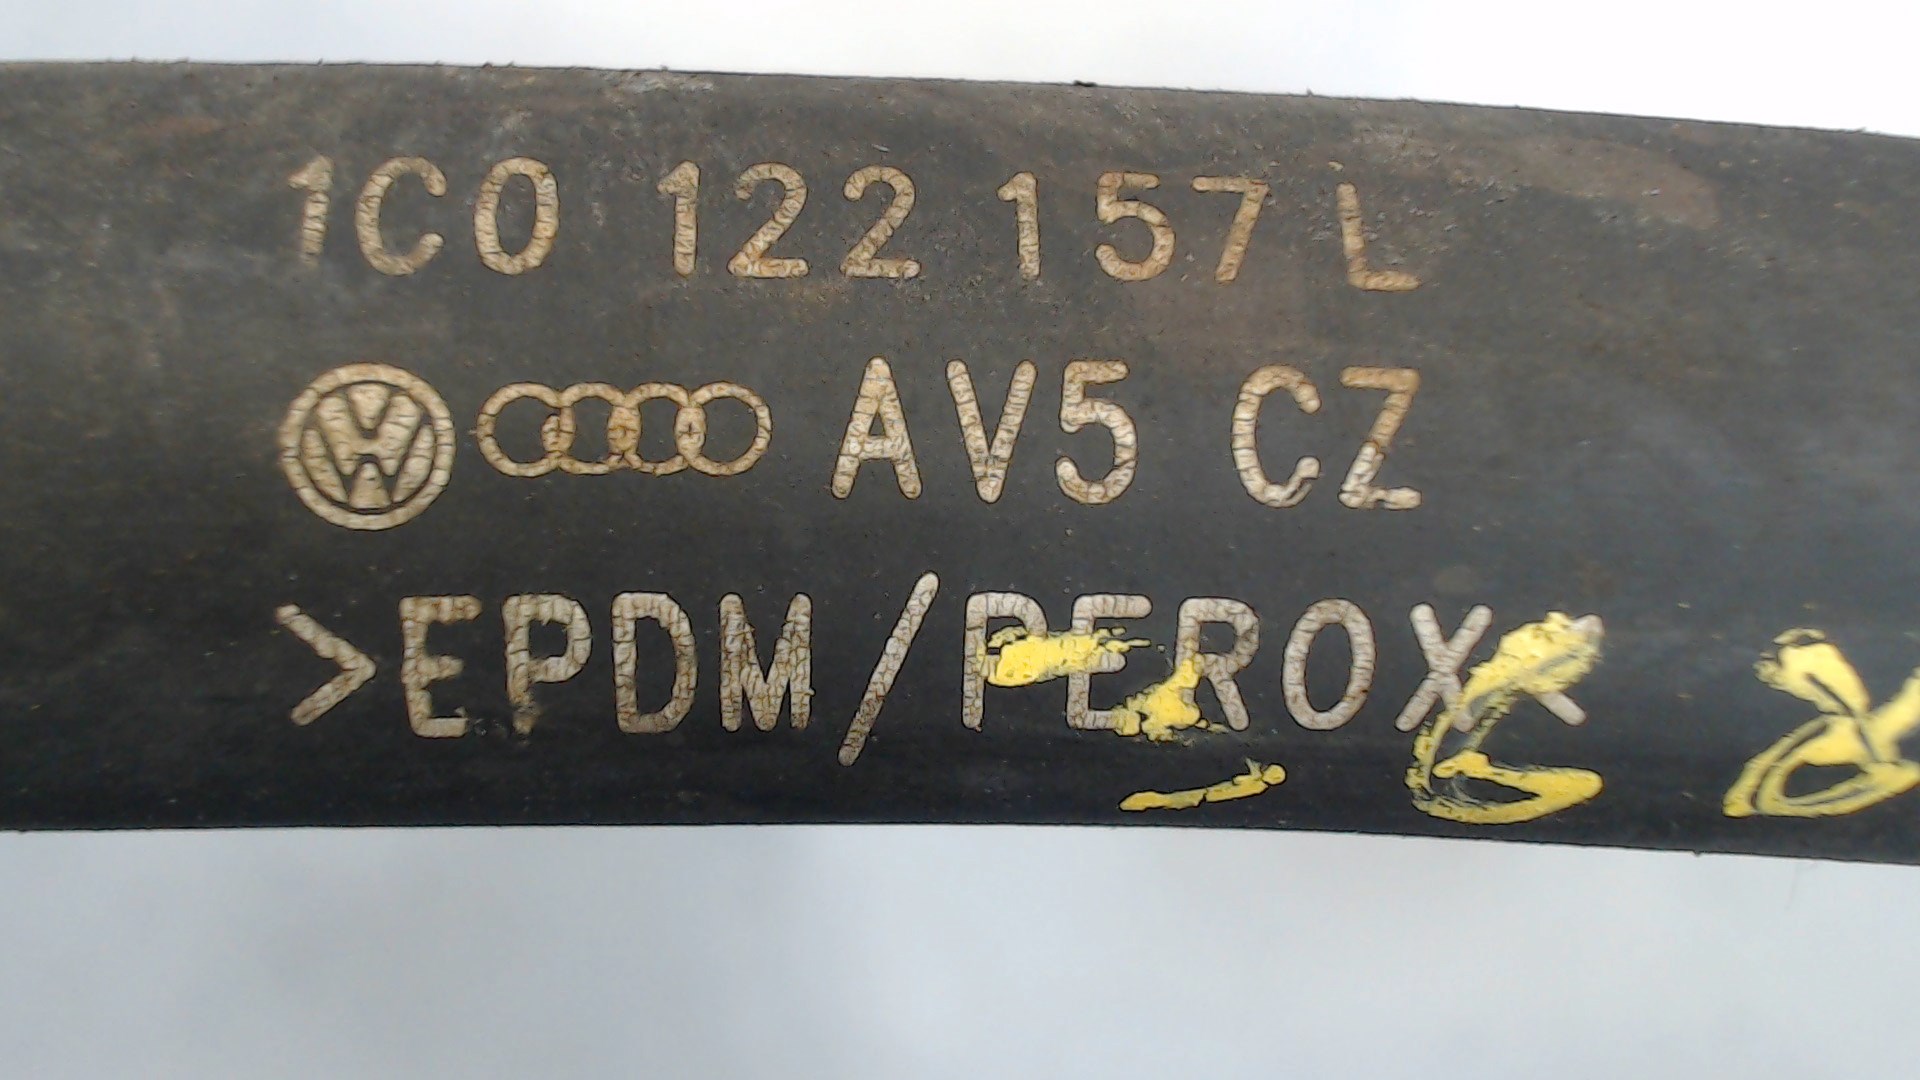 1C0 122 157 L
AV5 CZ
>EPDM/PEROX<